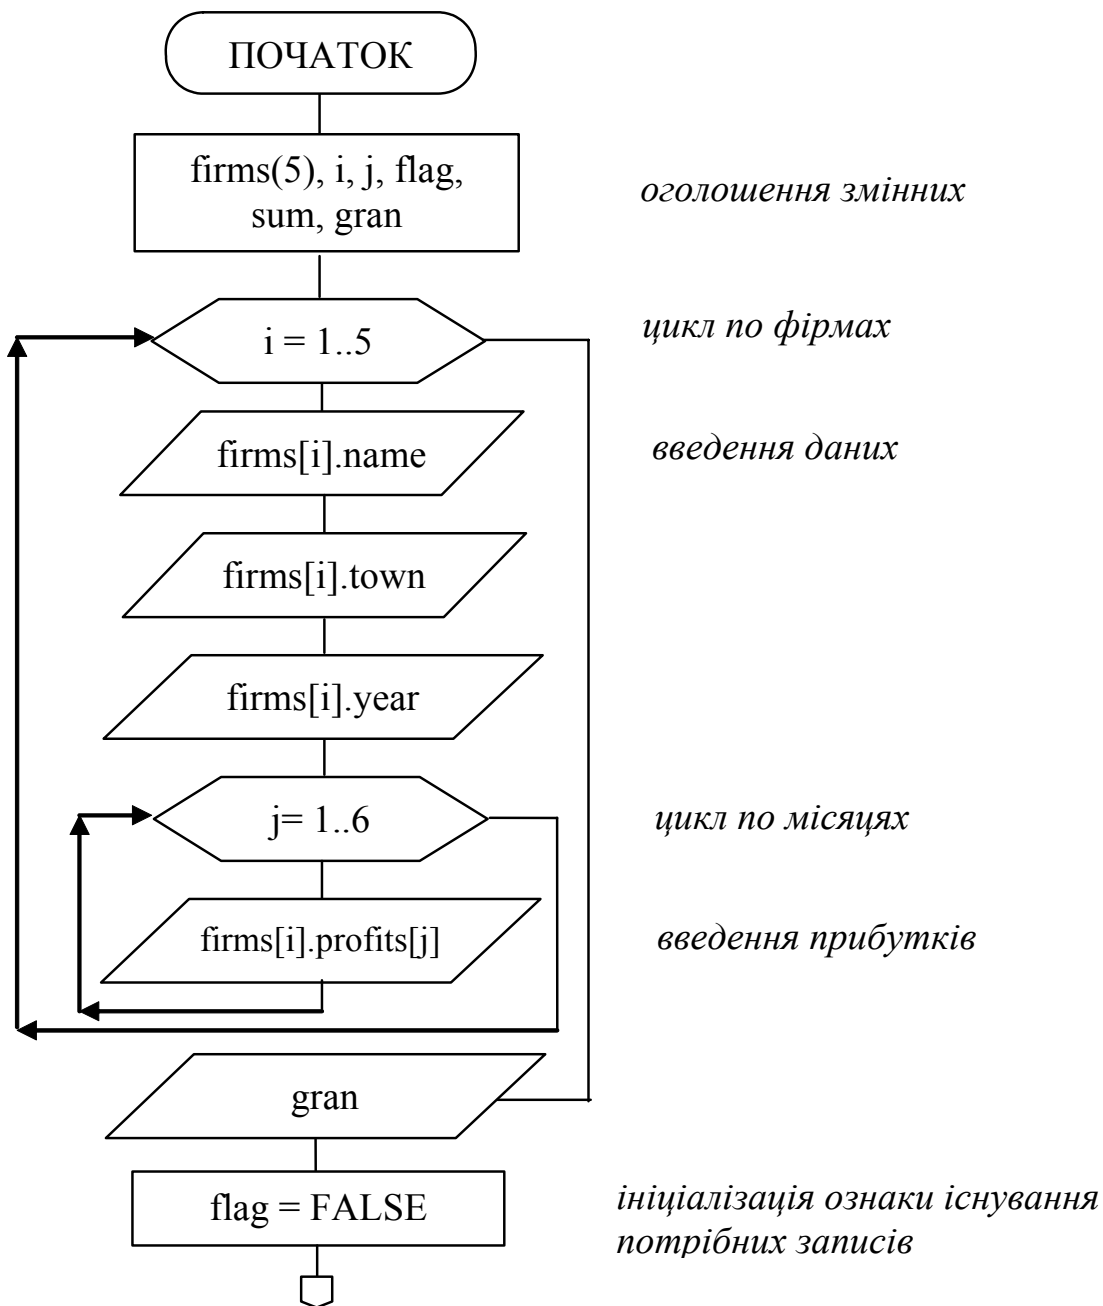 ПОЧАТОК
firms(5), i, j, flag,
sum, gran
оголошення змінних
i = 1..5
цикл по фірмах
firms[i].name
введення даних
firms[i].town
firms[i].year
j= 1..6
цикл по місяцях
firms[i].profits[j]
введення прибутків
gran
flag = FALSE
ініціалізація ознаки існування
потрібних записів